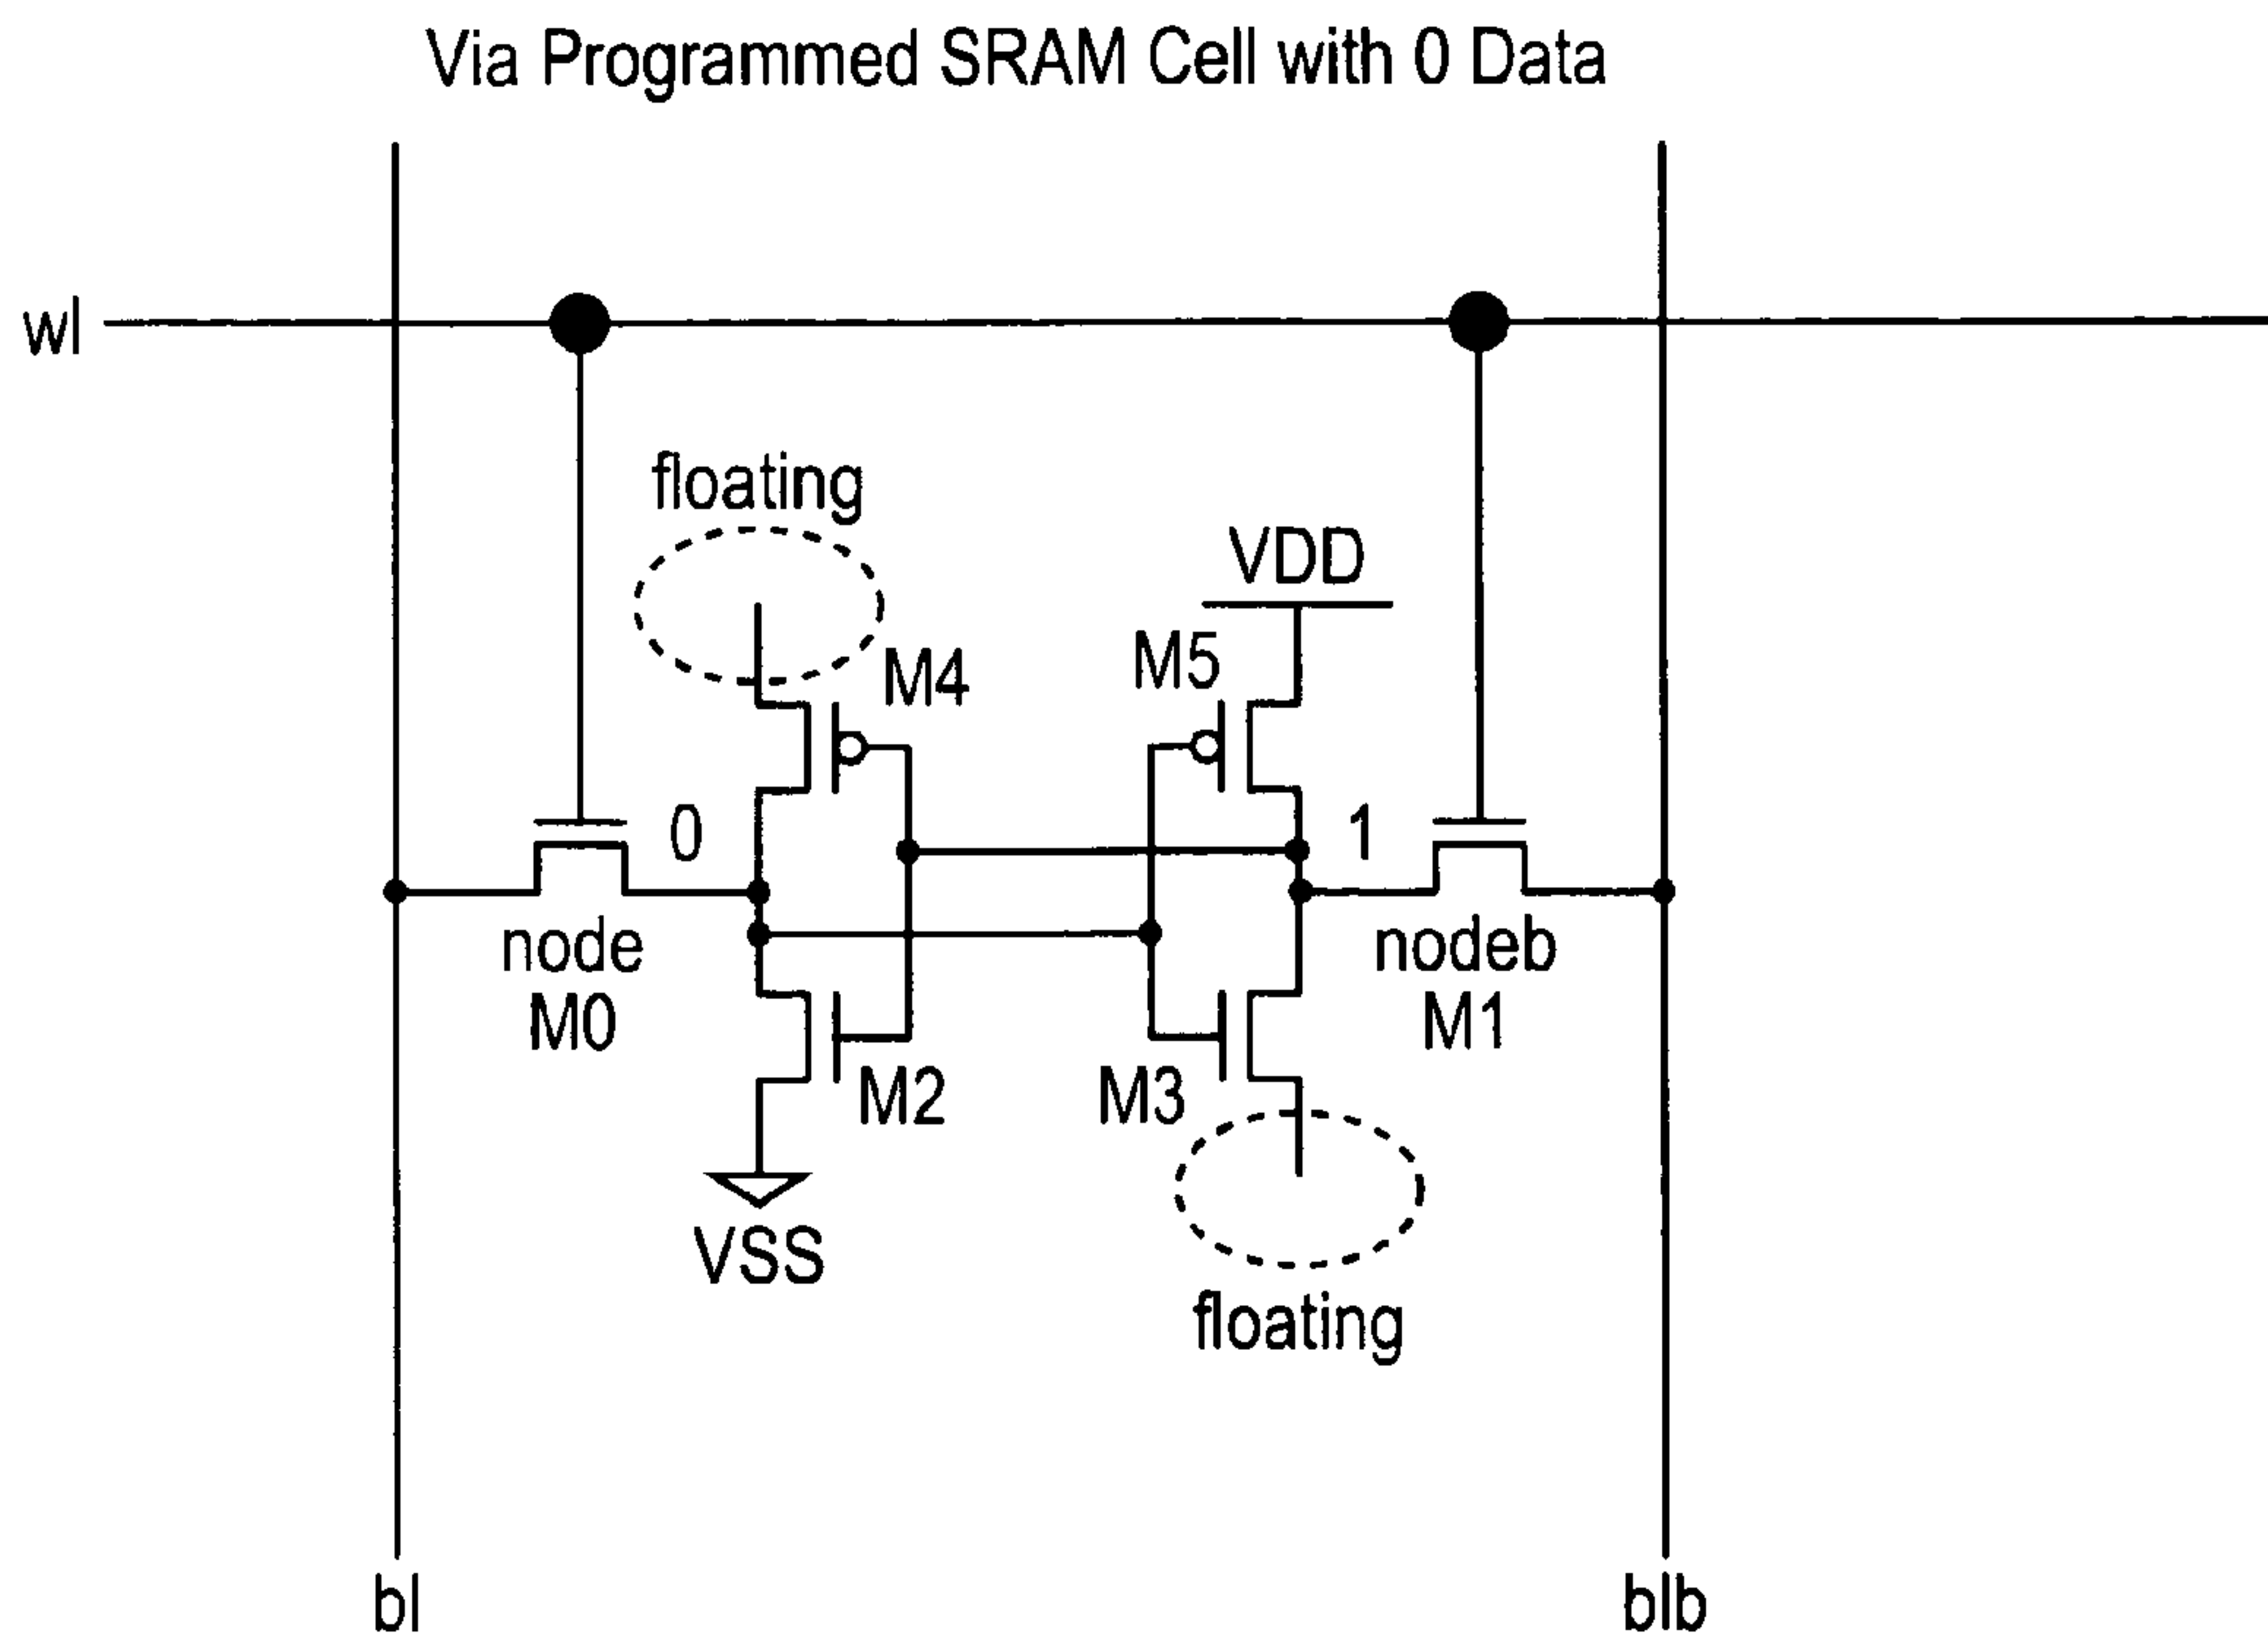 Via Programmed SRAM Cell with 0 Data
wl
floating
VDD
M4
M5
0
1
node
M0
nodeb
M1
M2
M3
VSS
floating
bl
blb